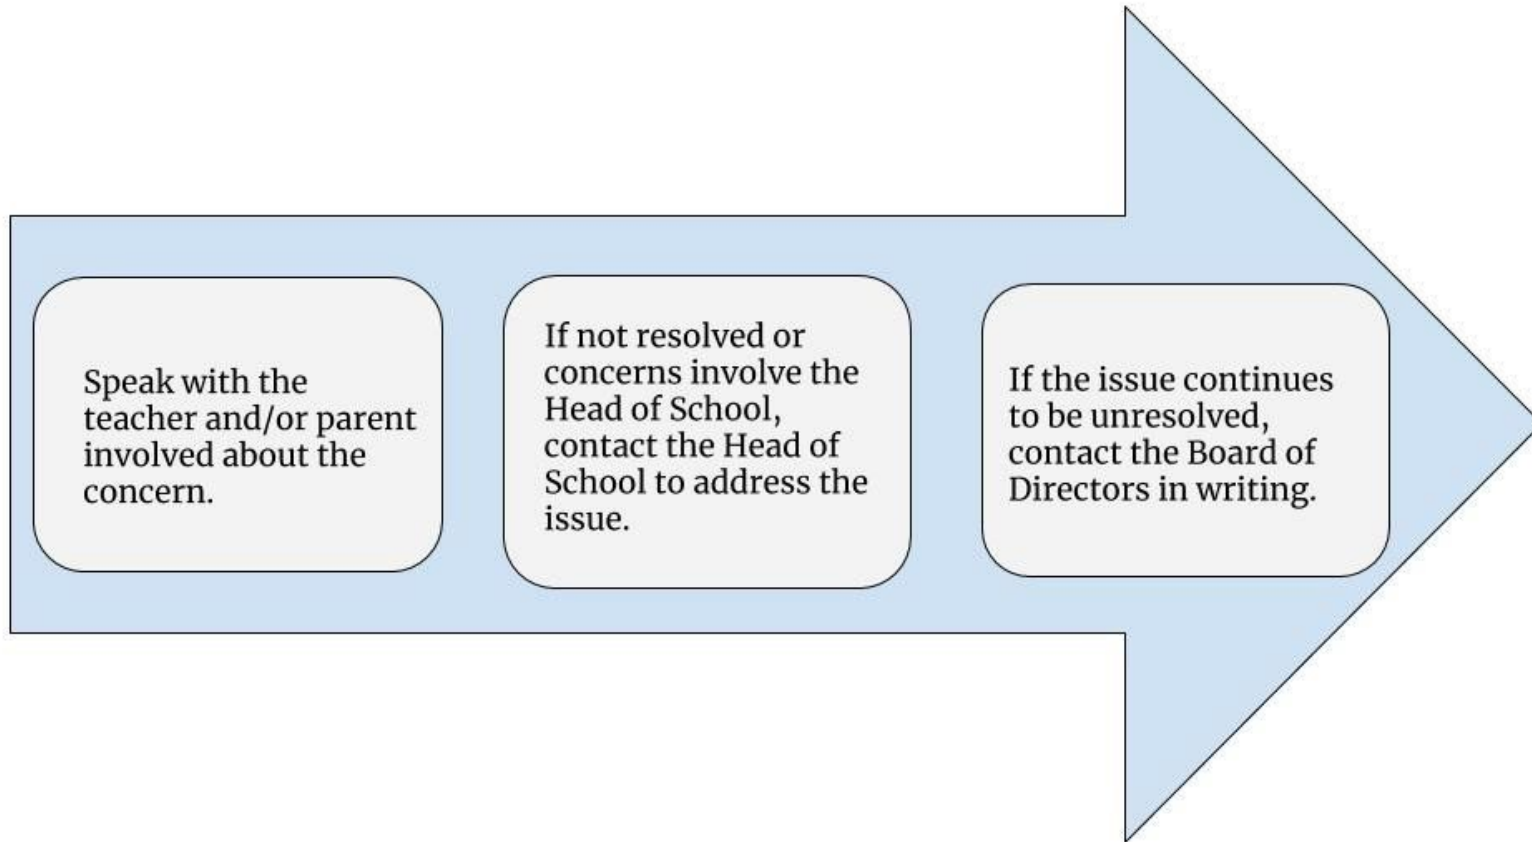 Speak with the
teacher and/or parent
involved about the
concern.
If not resolved or
concerns involve the
Head of School,
contact the Head of
School to address the
issue.
If the issue continues
to be unresolved,
contact the Board of
Directors in writing.